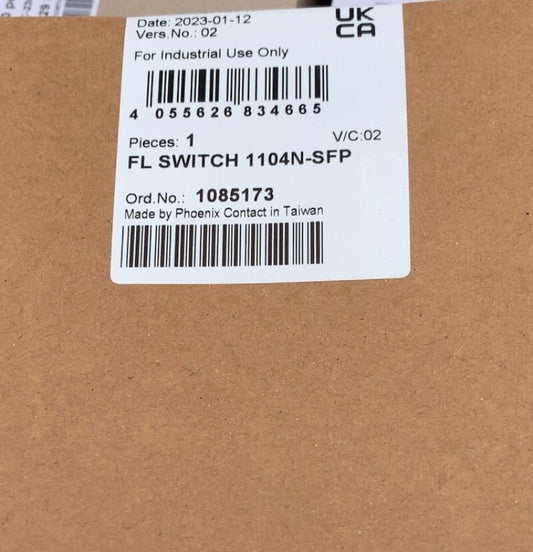 Date: 2023-01-12
Vers.No.: 02
UK
CA
For Industrial Use Only
4 055626 834665
Pieces: 1
V/C:02
FL SWITCH 1104N-SFP
Ord.No.: 1085173
Made by Phoenix Contact in Taiwan